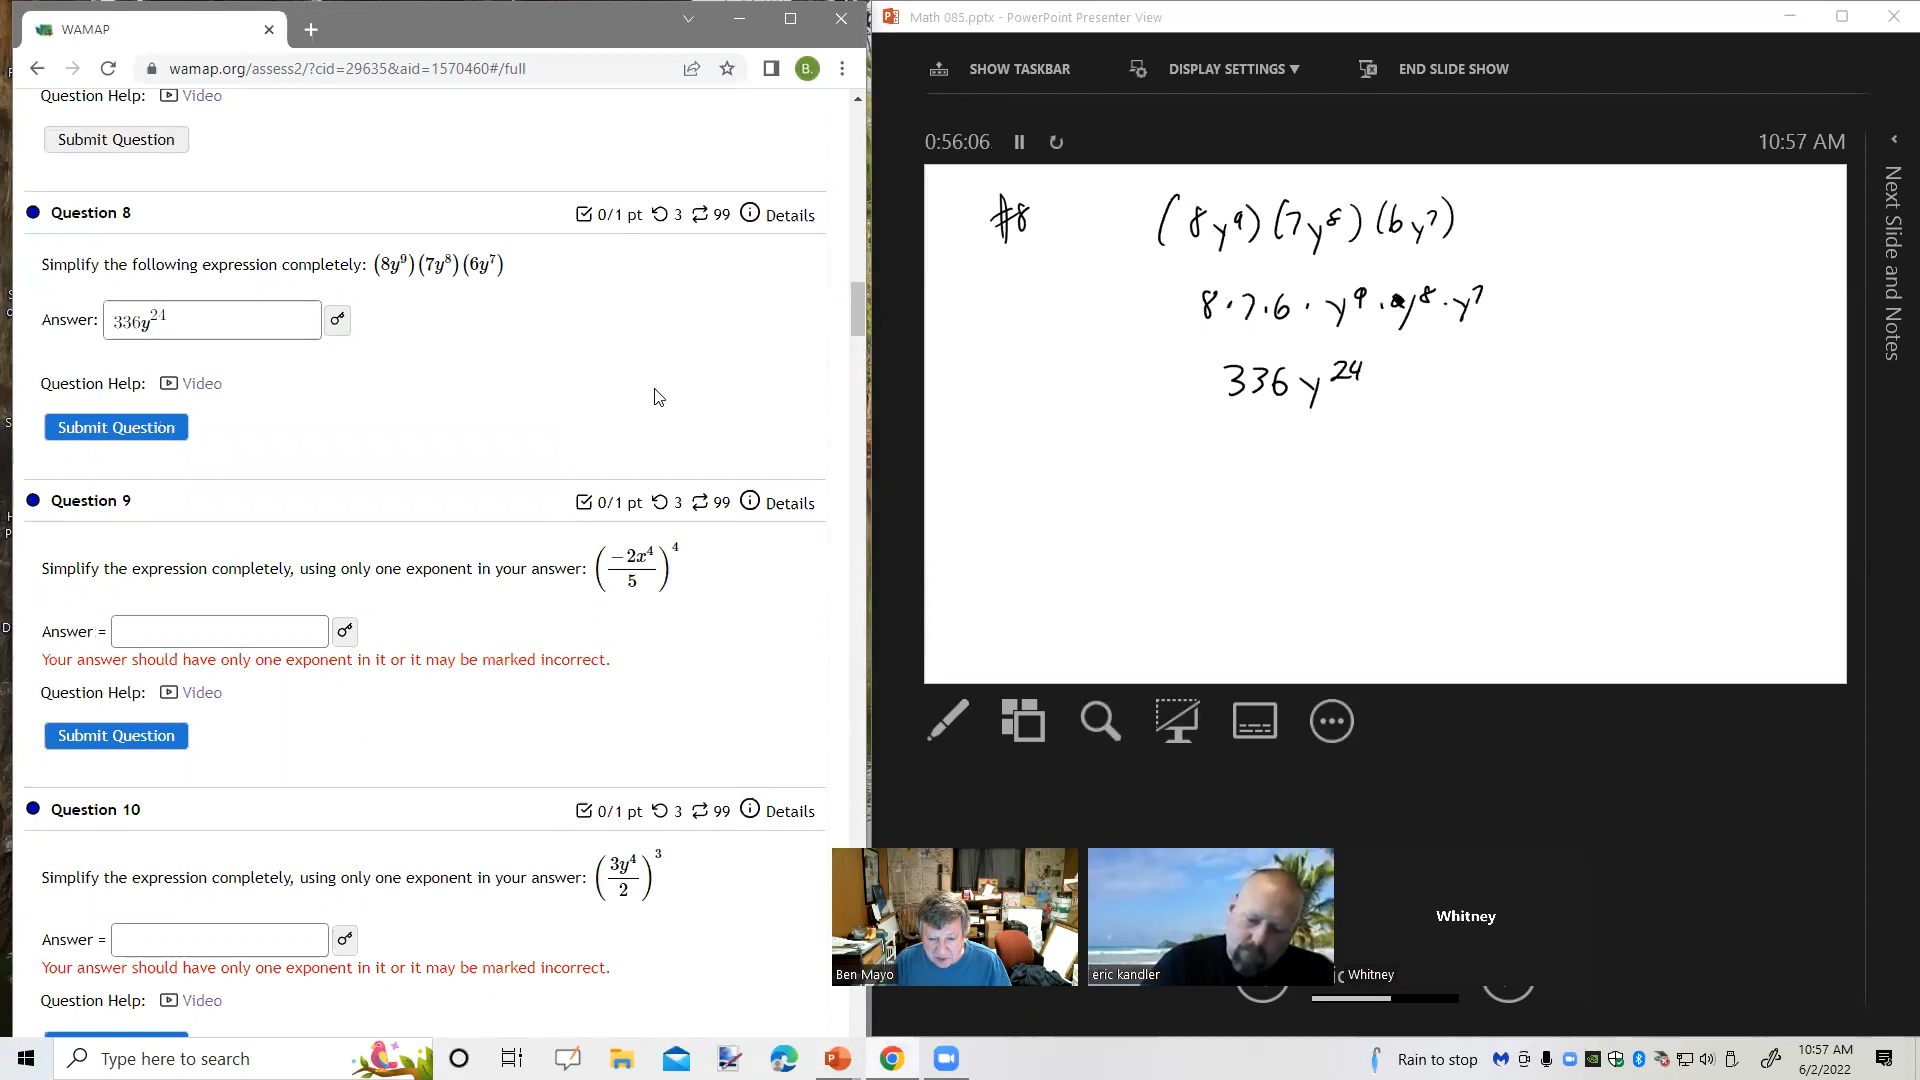 WAMAP
wamap.org/assess2/?cid=29635&aid=1570460#/full
B.
Question Help: Video
Submit Question
Question 8
0/1 pt 3 99 Details
Simplify the following expression completely: (8y⁹)(7y⁸)(6y⁷)
Answer: 336y²⁴
Question Help: Video
Submit Question
Question 9
0/1 pt 3 99 Details
Simplify the expression completely, using only one exponent in your answer: (−2x⁴/5)⁴
Answer =
Your answer should have only one exponent in it or it may be marked incorrect.
Question Help: Video
Submit Question
Question 10
0/1 pt 3 99 Details
Simplify the expression completely, using only one exponent in your answer: (3y⁴/2)³
Answer =
Your answer should have only one exponent in it or it may be marked incorrect.
Question Help: Video
Math 085.pptx - PowerPoint Presenter View
SHOW TASKBAR DISPLAY SETTINGS ▼ END SLIDE SHOW
0:56:06 10:57 AM
#8 (8y⁹)(7y⁸)(6y⁷)
8·7·6·y⁹·y⁸·y⁷
336y²⁴
Next Slide and Notes
Whitney
Ben Mayo
eric kandler
Whitney
Type here to search
Rain to stop
10:57 AM
6/2/2022